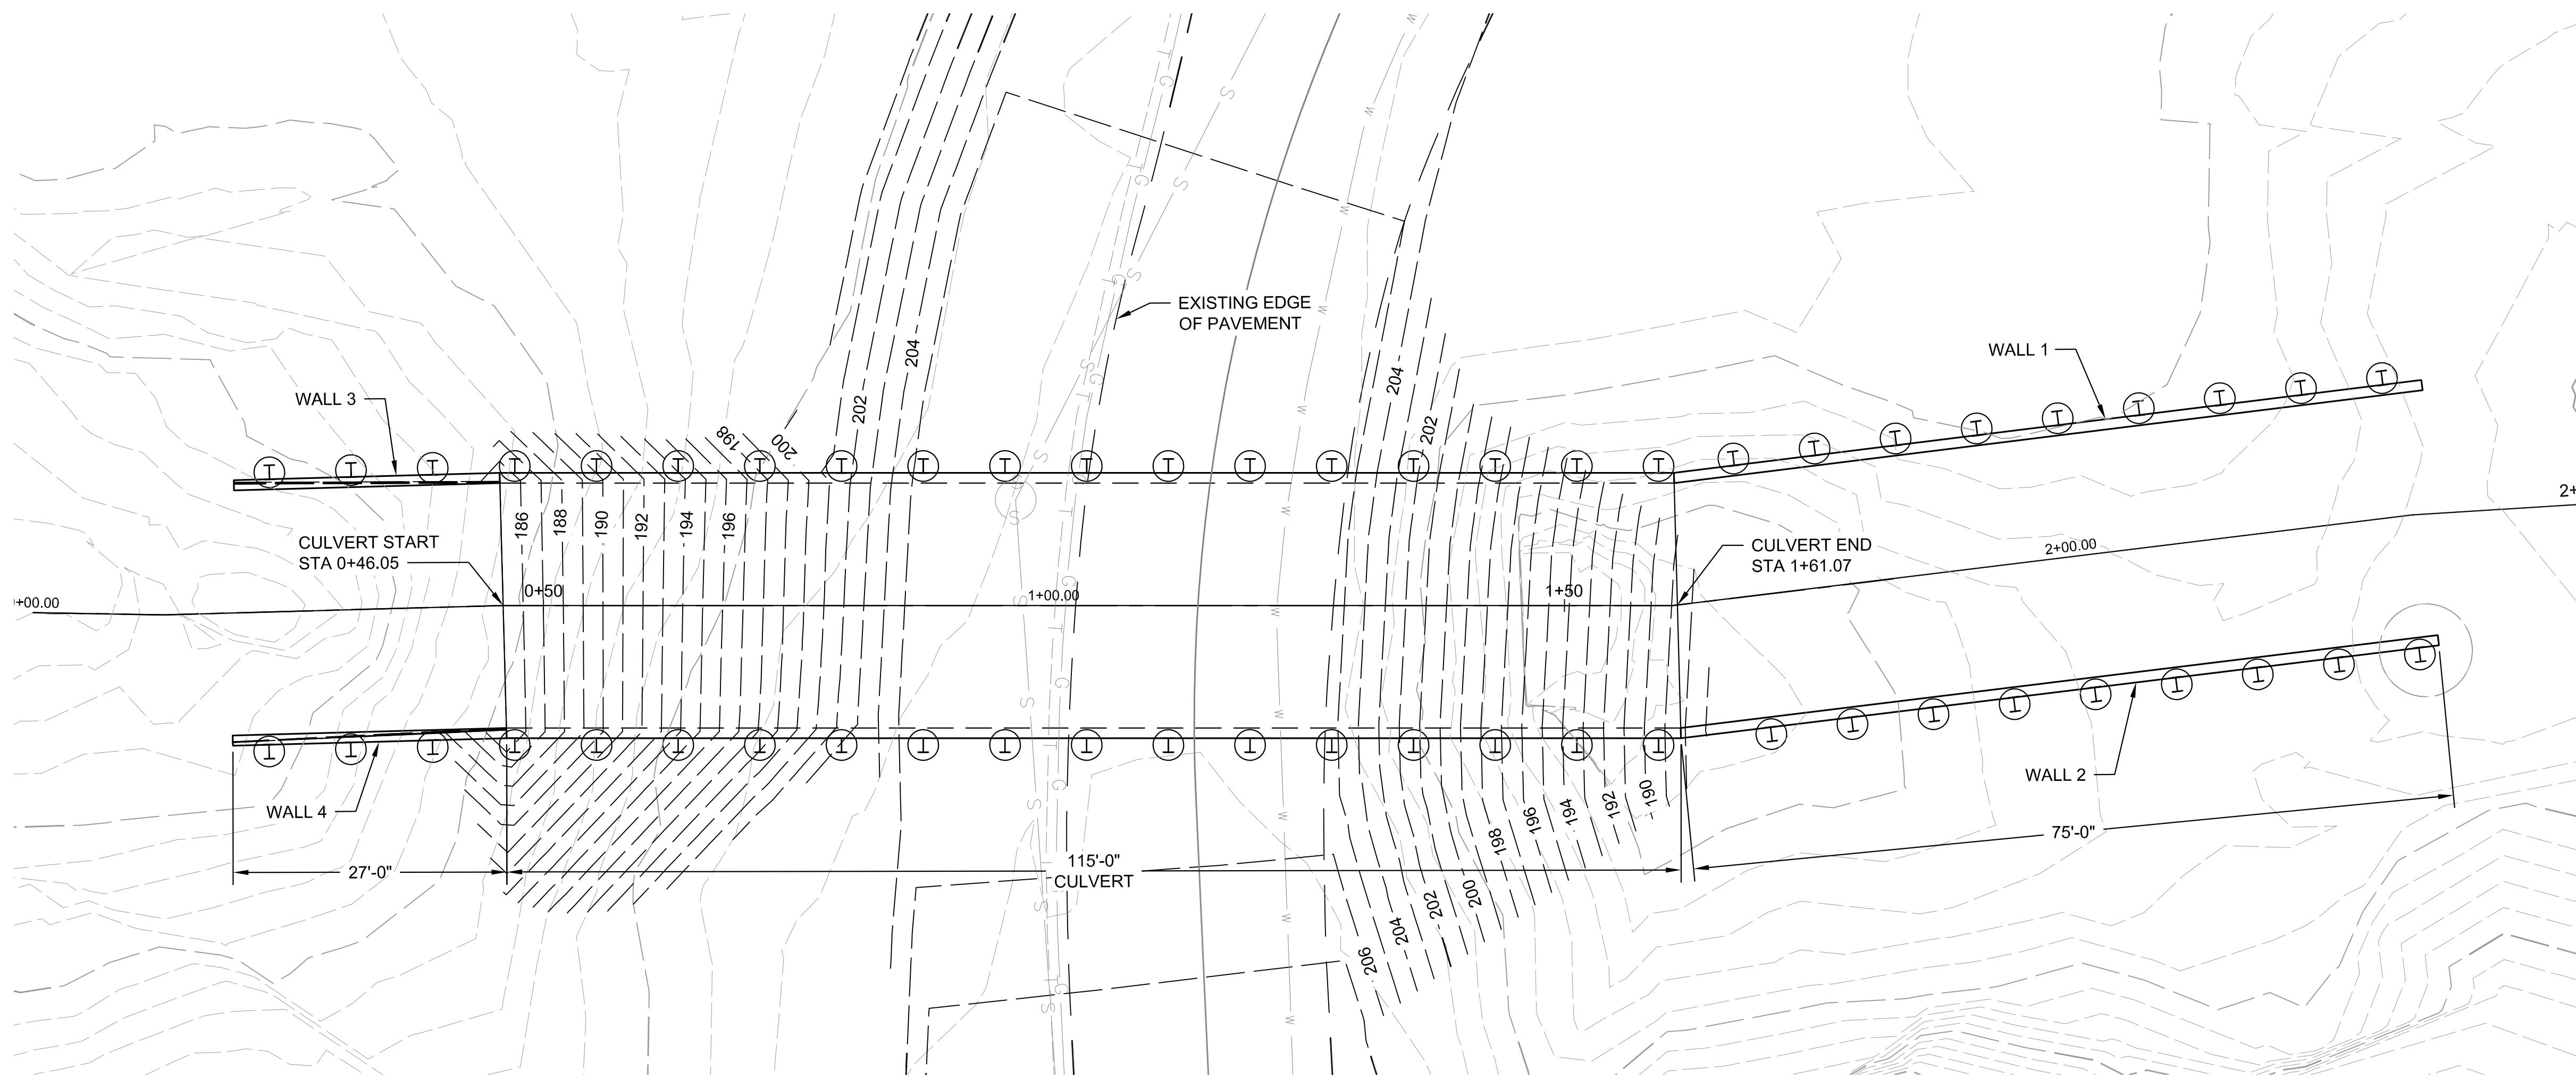 EXISTING EDGE
OF PAVEMENT
WALL 1
WALL 3
204
202
204
202
198
200
186
188
190
192
194
196
CULVERT START
STA 0+46.05
CULVERT END
STA 1+61.07
2+00.00
0+50
1+00.00
1+50
+00.00
2+
WALL 4
WALL 2
190
192
194
196
198
200
202
204
206
27'-0"
115'-0"
CULVERT
75'-0"